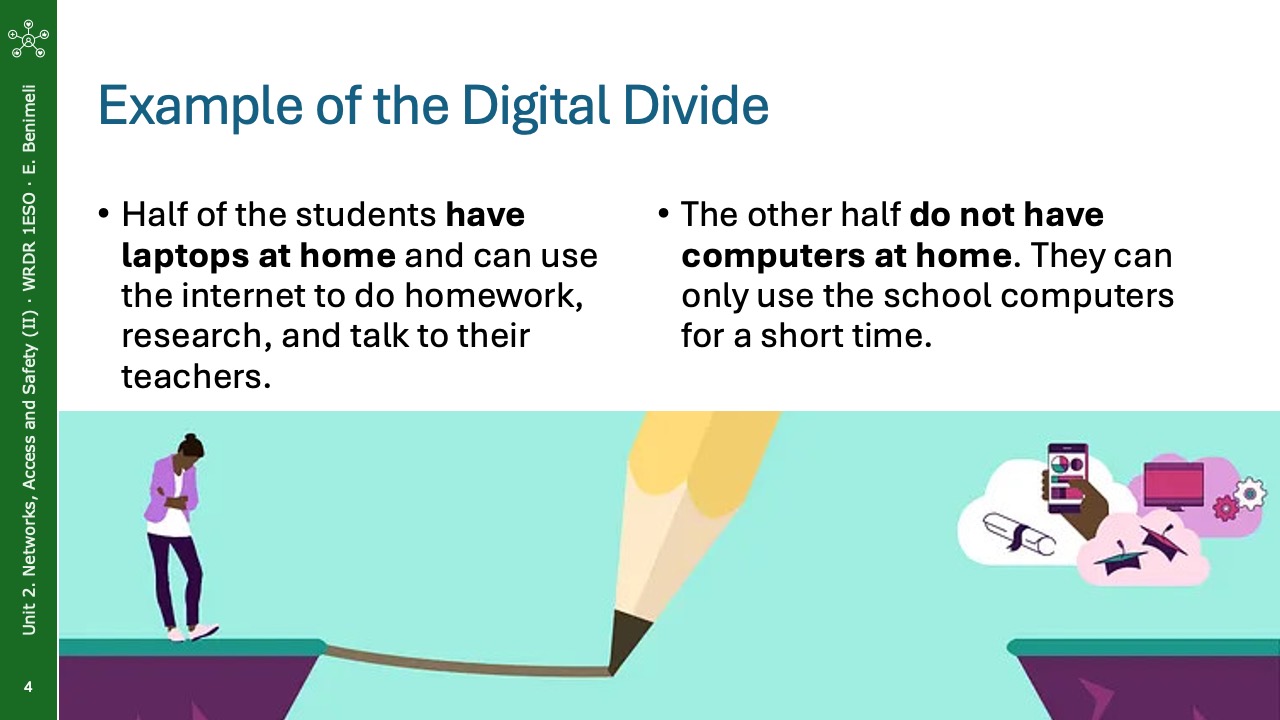 Unit 2. Networks, Access and Safety (II) · WRDR 1ESO · E. Benimeli
4
Example of the Digital Divide
• Half of the students have
laptops at home and can use
the internet to do homework,
research, and talk to their
teachers.
• The other half do not have
computers at home. They can
only use the school computers
for a short time.